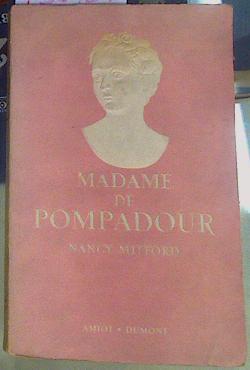 MADAME
DE
POMPADOUR
NANCY MITFORD
AMIOT • DUMONT